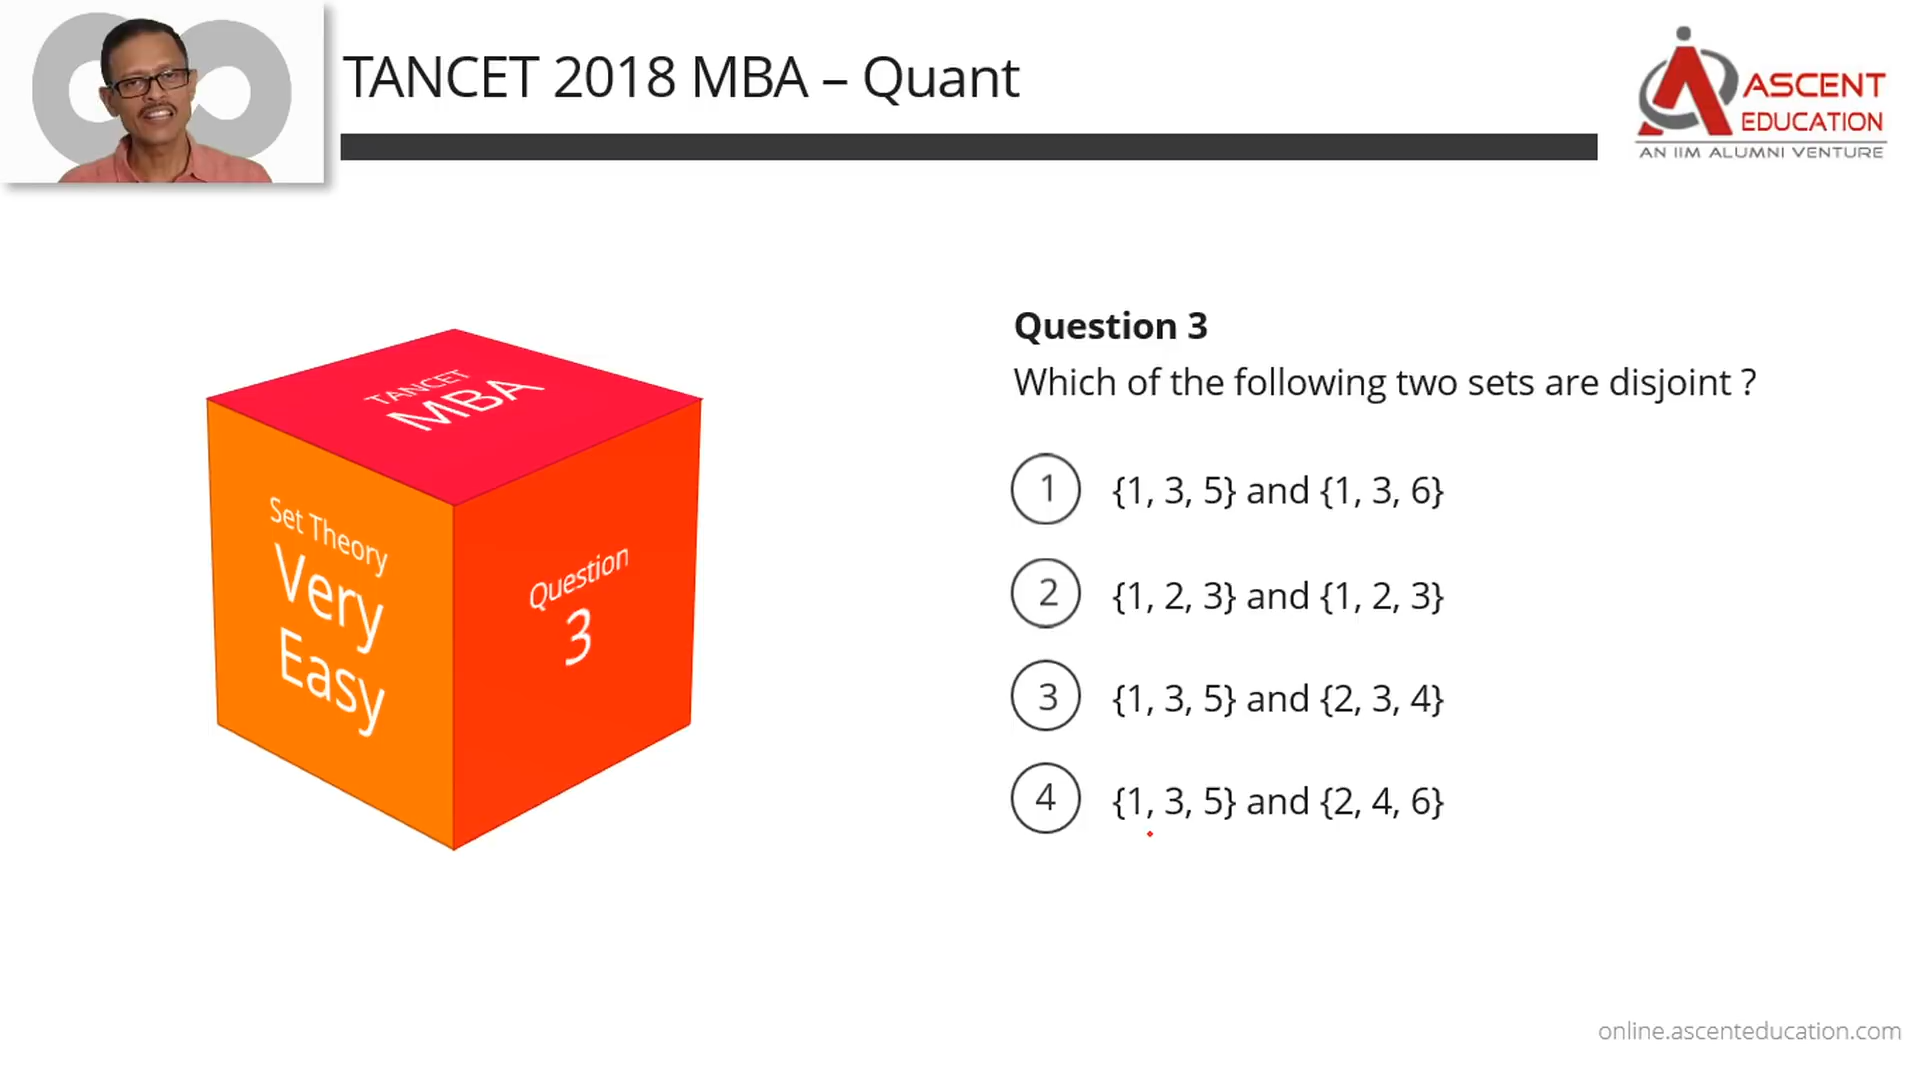 TANCET 2018 MBA – Quant
ASCENT
EDUCATION
AN IIM ALUMNI VENTURE
TANCET
MBA
Set Theory
Very
Easy
Question
3
Question 3
Which of the following two sets are disjoint ?
1 {1, 3, 5} and {1, 3, 6}
2 {1, 2, 3} and {1, 2, 3}
3 {1, 3, 5} and {2, 3, 4}
4 {1, 3, 5} and {2, 4, 6}
online.ascenteducation.com